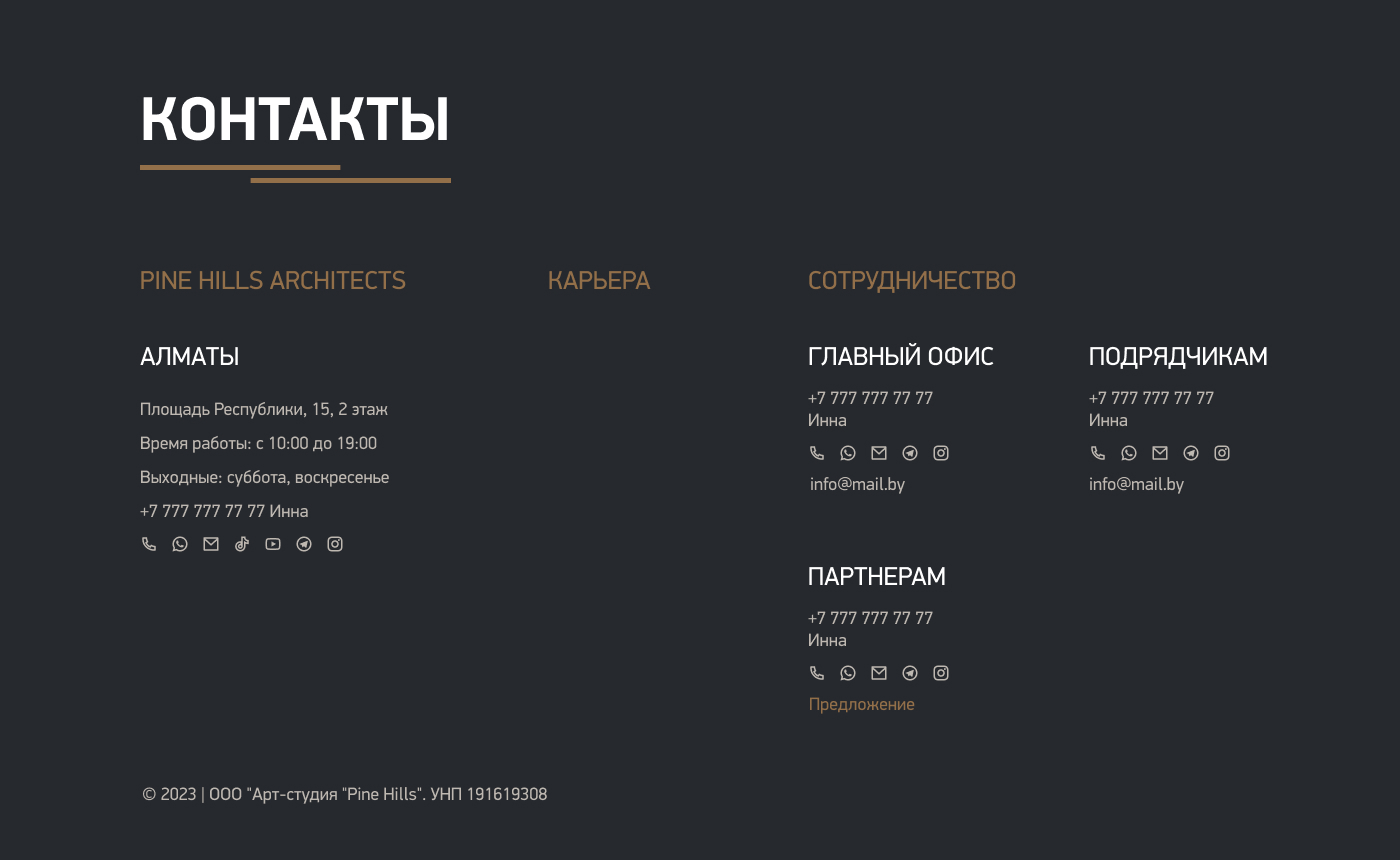 КОНТАКТЫ
PINE HILLS ARCHITECTS
АЛМАТЫ
Площадь Республики, 15, 2 этаж
Время работы: с 10:00 до 19:00
Выходные: суббота, воскресенье
+7 777 777 77 77 Инна
КАРЬЕРА
СОТРУДНИЧЕСТВО
ГЛАВНЫЙ ОФИС
+7 777 777 77 77
Инна
info@mail.by
ПОДРЯДЧИКАМ
+7 777 777 77 77
Инна
info@mail.by
ПАРТНЕРАМ
+7 777 777 77 77
Инна
Предложение
© 2023 | ООО "Арт-студия "Pine Hills". УНП 191619308